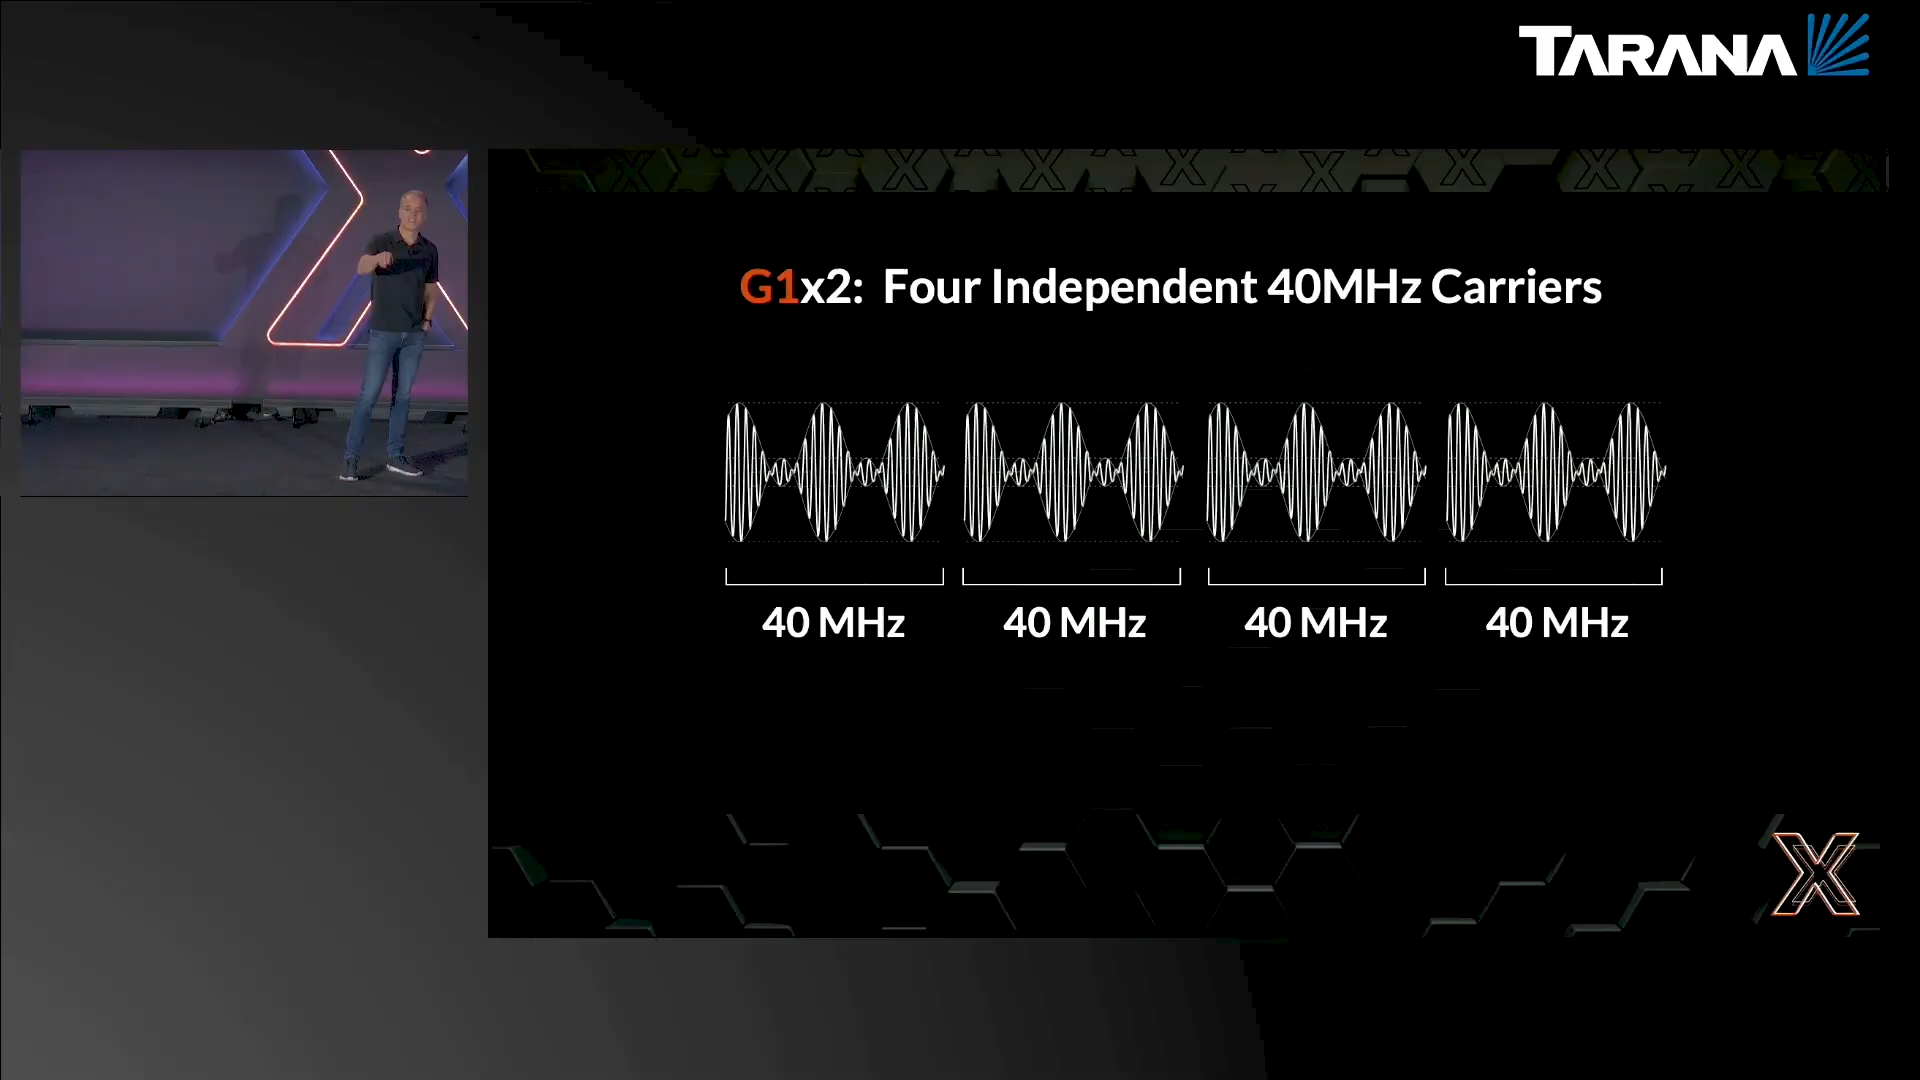 TARANA
G1x2: Four Independent 40MHz Carriers
40 MHz 40 MHz 40 MHz 40 MHz
X